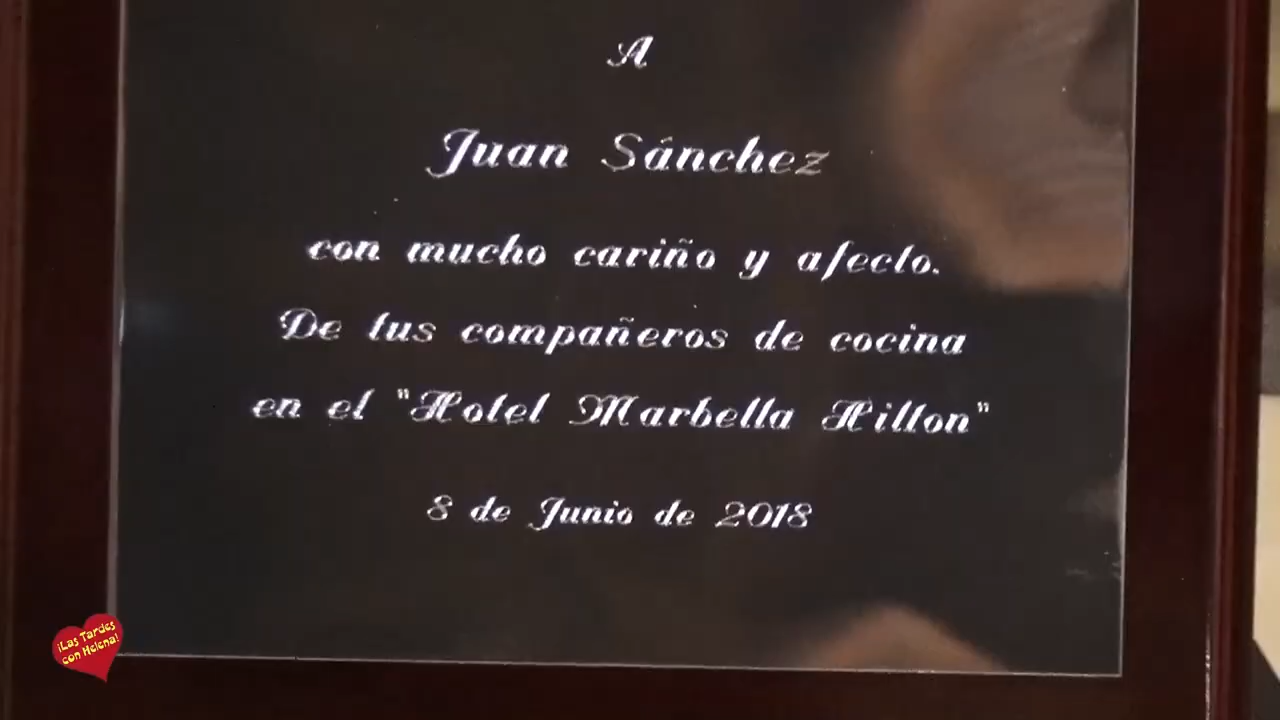 A
Juan Sánchez
con mucho cariño y afecto.
De tus compañeros de cocina
en el "Hotel Marbella Hilton"
8 de Junio de 2018
¡Las Tardes
con Helena!